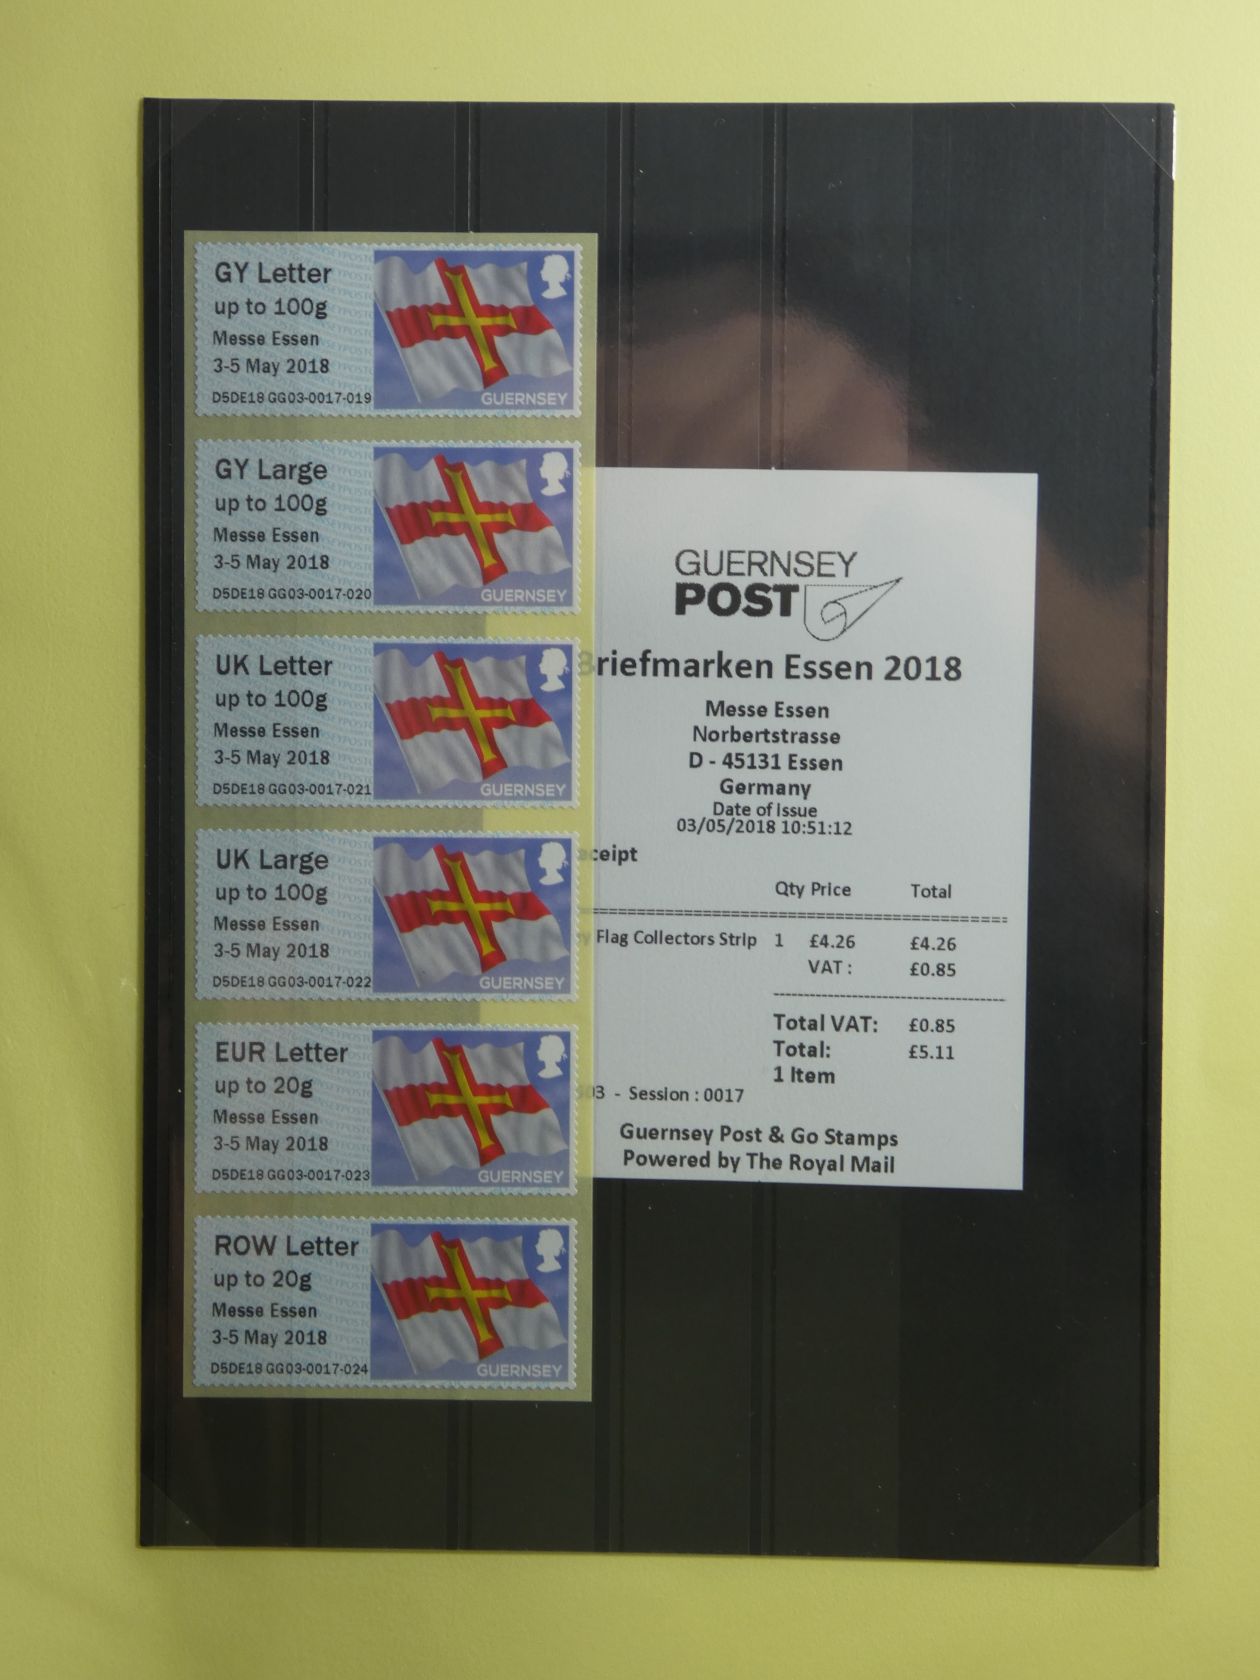 GY Letter
up to 100g
Messe Essen
3-5 May 2018
D5DE18 GG03-0017-019
GUERNSEY
GY Large
up to 100g
Messe Essen
3-5 May 2018
D5DE18 GG03-0017-020
GUERNSEY
UK Letter
up to 100g
Messe Essen
3-5 May 2018
D5DE18 GG03-0017-021
GUERNSEY
UK Large
up to 100g
Messe Essen
3-5 May 2018
D5DE18 GG03-0017-022
GUERNSEY
EUR Letter
up to 20g
Messe Essen
3-5 May 2018
D5DE18 GG03-0017-023
GUERNSEY
ROW Letter
up to 20g
Messe Essen
3-5 May 2018
D5DE18 GG03-0017-024
GUERNSEY
GUERNSEY
POST
Briefmarken Essen 2018
Messe Essen
Norbertstrasse
D - 45131 Essen
Germany
Date of Issue
03/05/2018 10:51:12
ceipt
Qty Price Total
Flag Collectors Strip 1 £4.26 £4.26
VAT : £0.85
Total VAT: £0.85
Total: £5.11
1 Item
03 - Session : 0017
Guernsey Post & Go Stamps
Powered by The Royal Mail